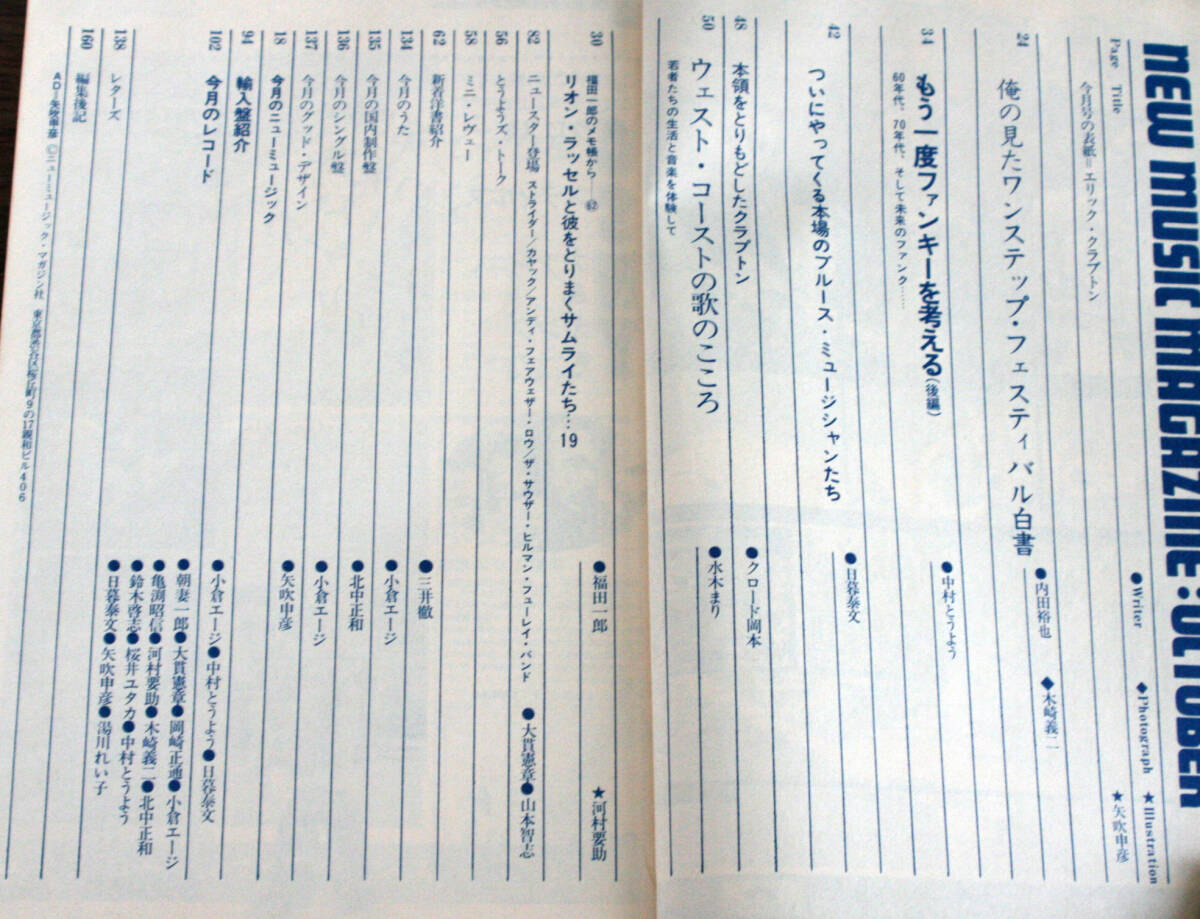 NEW MUSIC MAGAZINE : OCTOBER
Page Title ●Writer ◆Photograph ★Illustration
今月号の表紙=エリック・クラプトン ★矢吹申彦
24 俺の見たワンステップ・フェスティバル白書 ●内田裕也 ◆木崎義二
34 もう一度ファンキーを考える(後編) ●中村とうよう
60年代、70年代、そして未来のファンク……
42 ついにやってくる本場のブルース・ミュージシャンたち ●日暮泰文
48 本領をとりもどしたクラプトン ●クロード岡本
50 ウェスト・コーストの歌のこころ ●水木まり
若者たちの生活と音楽を体験して
30 福田一郎のメモ帳から——62 ●福田一郎 ★河村要助
リオン・ラッセルと彼をとりまくサムライたち…19
82 ニュースター登場 ストライダー/カヤック/アンディ・フェアウェザー・ロウ/ザ・サウザー・ヒルマン・フューレイ・バンド ●大貫憲章●山本智志
56 とうようズ・トーク
58 ミニ・レヴュー
62 新着洋書紹介 ●三井徹
134 今月のうた ●小倉エージ
135 今月の国内制作盤 ●北中正和
136 今月のシングル盤 ●小倉エージ
137 今月のグッド・デザイン ●矢吹申彦
18 今月のニューミュージック
94 輸入盤紹介 ●小倉エージ●中村とうよう●日暮泰文
102 今月のレコード ●朝妻一郎●大貫憲章●岡崎正通●小倉エージ
●亀渕昭信●河村要助●木崎義二●北中正和
●鈴木啓志●桜井ユタカ●中村とうよう
●日暮泰文●矢吹申彦●湯川れい子
138 レターズ
160 編集後記
AD=矢吹申彦 ©ニューミュージック・マガジン社 東京都渋谷区桜丘町9の17親和ビル406